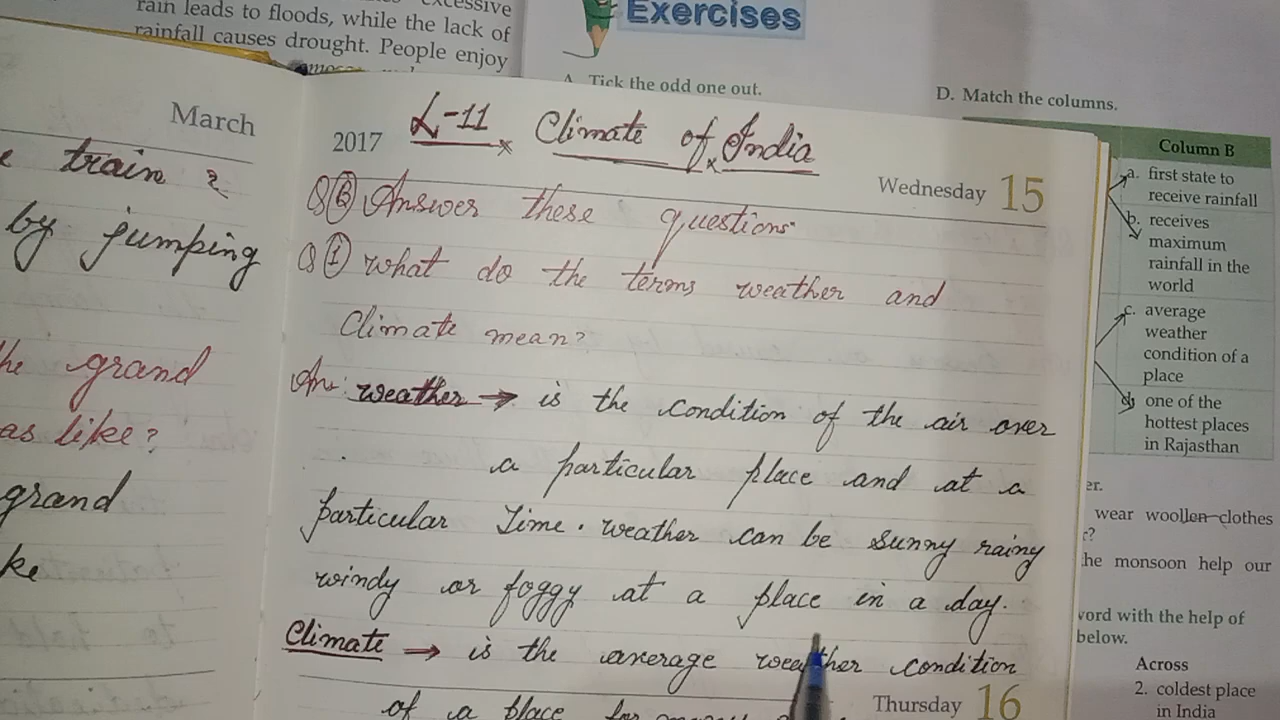 rain leads to floods, while the lack of
rainfall causes drought. People enjoy
Exercises
A. Tick the odd one out.
D. Match the columns.
Column B
a. first state to
receive rainfall
b. receives
maximum
rainfall in the
world
c. average
weather
condition of a
place
d. one of the
hottest places
in Rajasthan
er.
wear woollen clothes
?
he monsoon help our
word with the help of
below.
Across
2. coldest place
in India
March
train ?
by jumping
he grand
as like?
grand
ke
2017
L-11 Climate of India
Wednesday 15
Q(B) Answer these questions
Q(1) what do the terms weather and
Climate mean?
Ans: weather → is the condition of the air over
a particular place and at a
particular Time. weather can be sunny rainy
windy or foggy at a place in a day.
Climate → is the average weather condition
of a place for many
Thursday 16